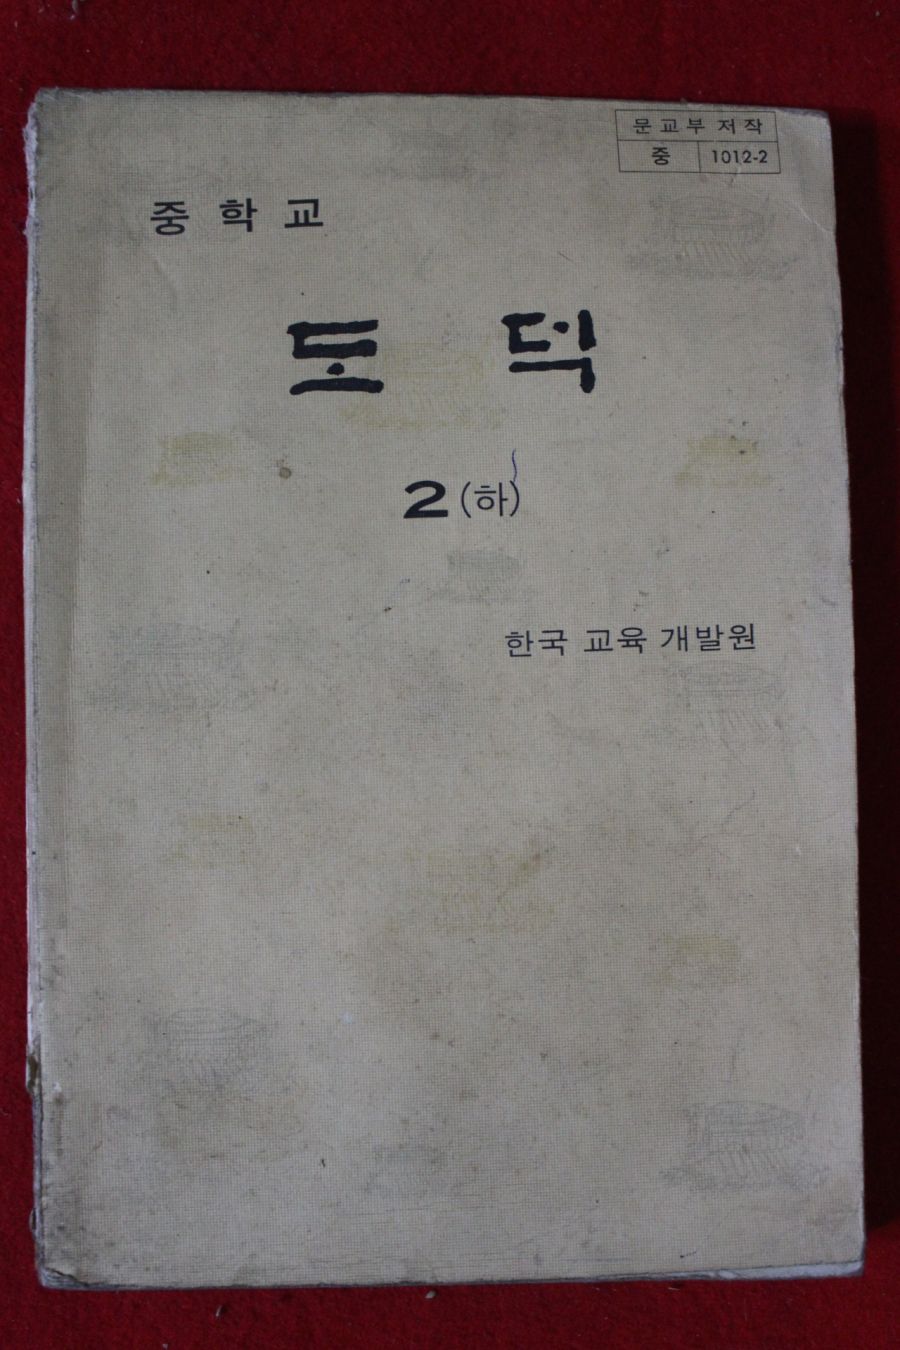 문교부 저작
중 1012-2
중학교
도덕
2(하)
한국 교육 개발원